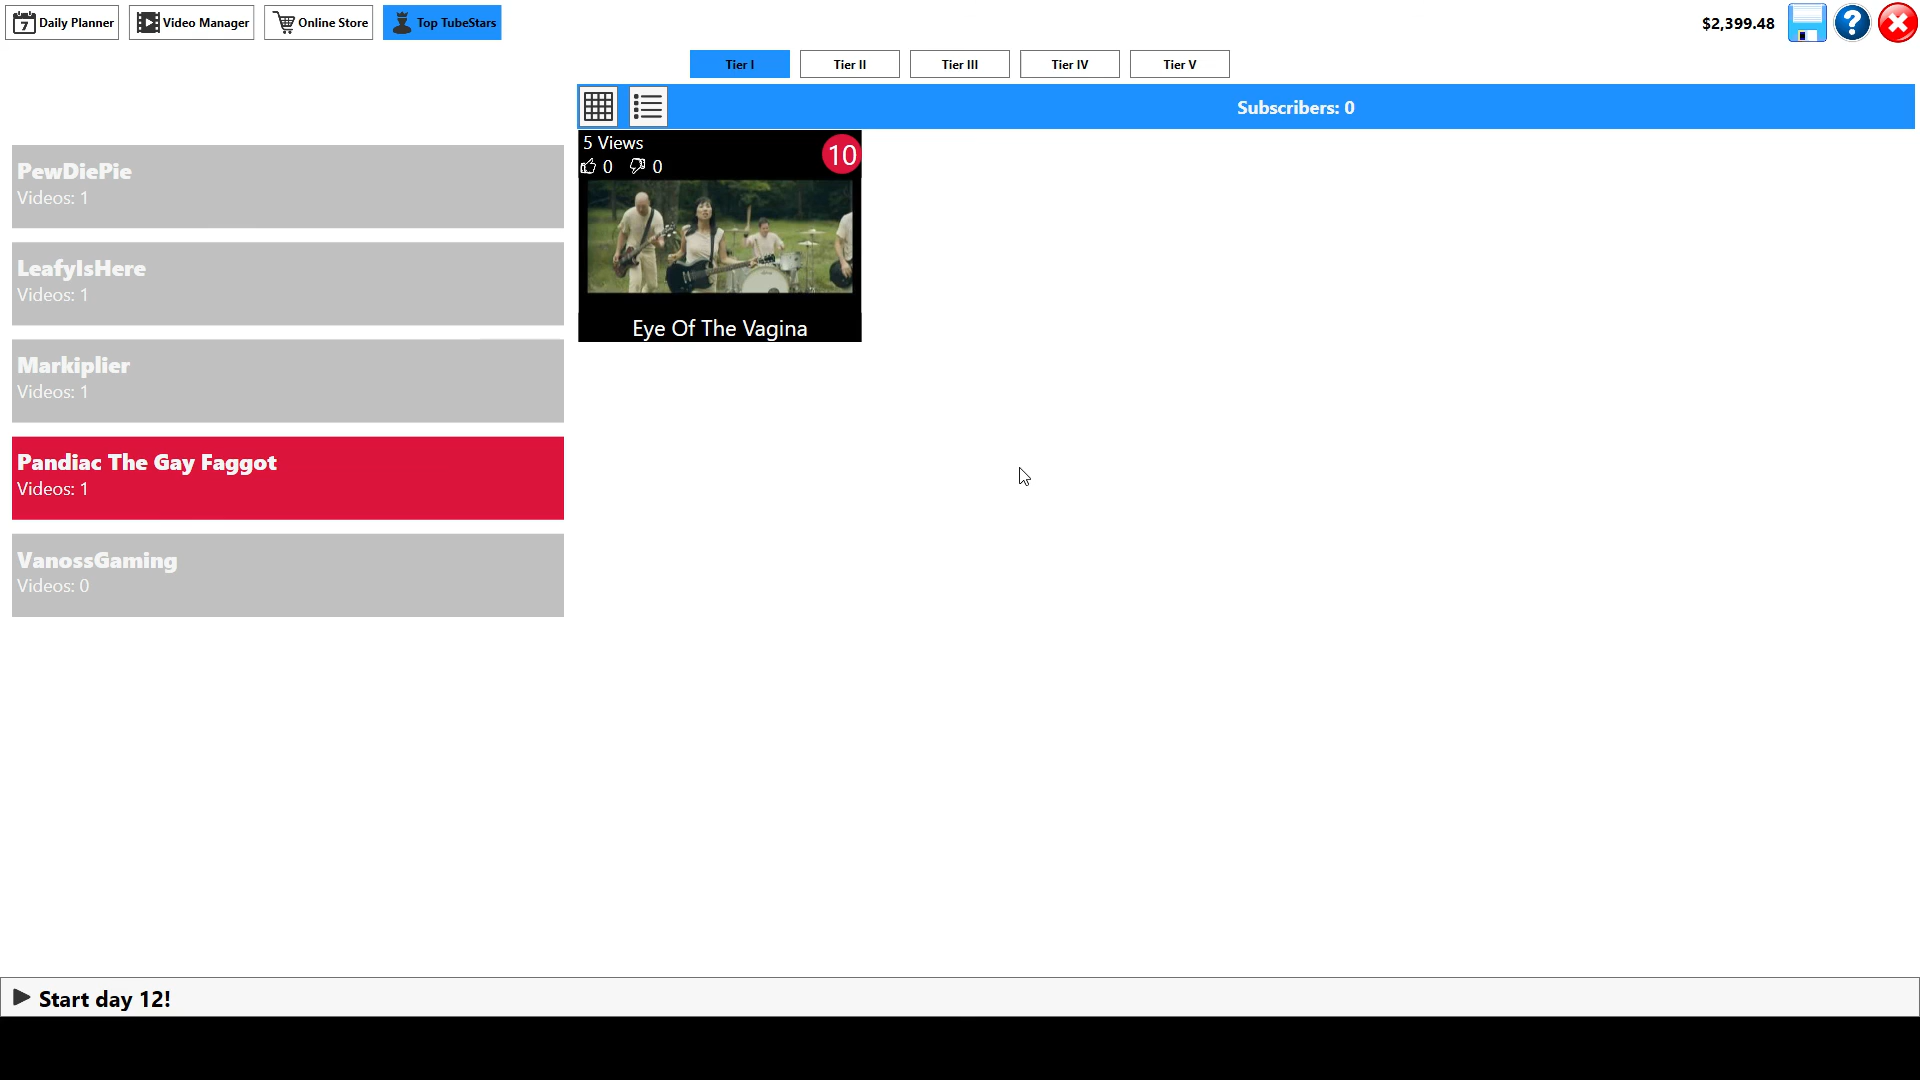 Daily Planner
Video Manager
Online Store
Top TubeStars
$2,399.48
Tier I
Tier II
Tier III
Tier IV
Tier V
Subscribers: 0
PewDiePie
Videos: 1
LeafyIsHere
Videos: 1
Markiplier
Videos: 1
Pandiac The Gay Faggot
Videos: 1
VanossGaming
Videos: 0
5 Views
0 0
10
Eye Of The Vagina
Start day 12!